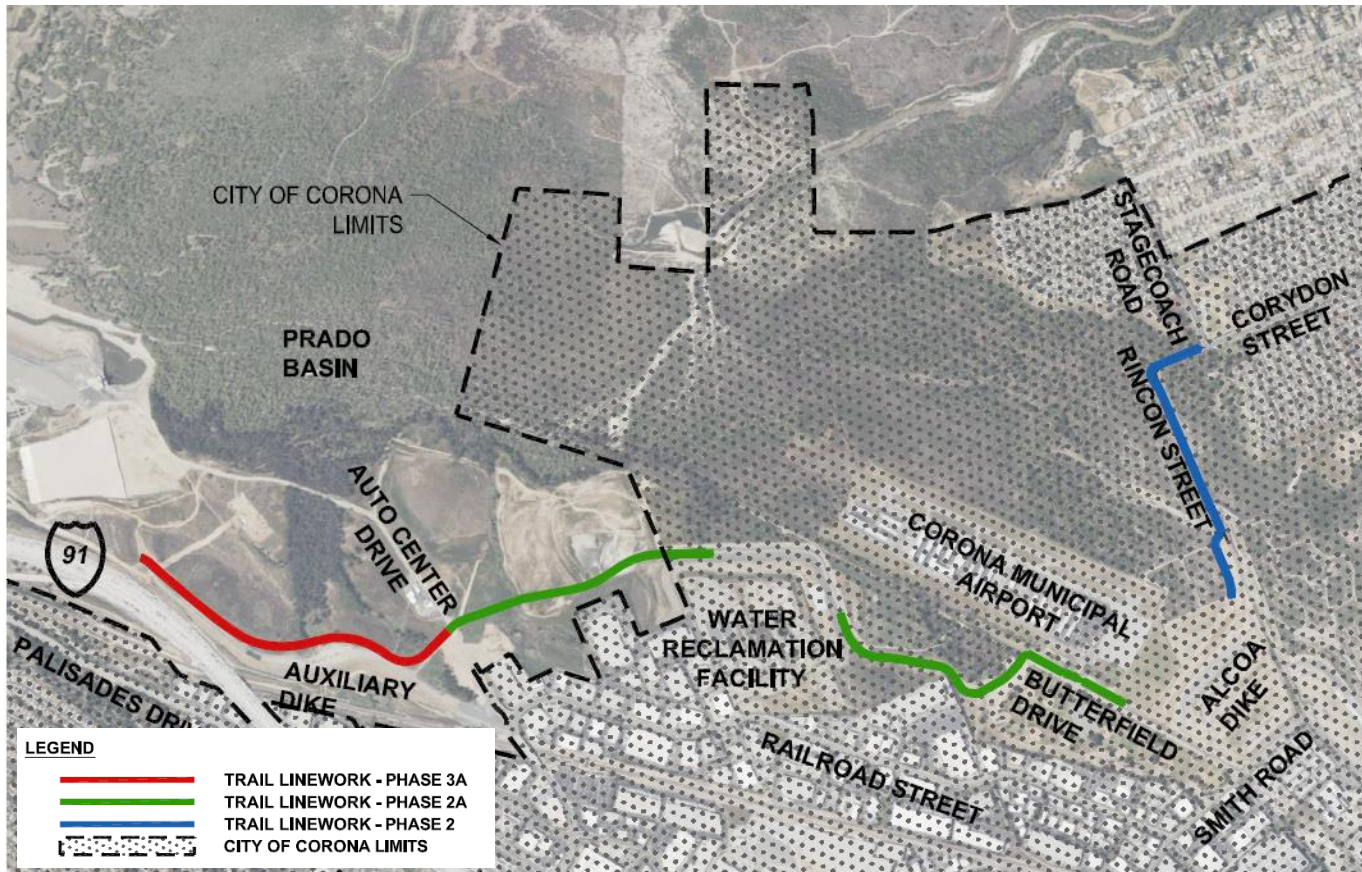 CITY OF CORONA
LIMITS
STAGECOACH
ROAD
CORYDON
STREET
PRADO
BASIN
RINCON STREET
AUTO CENTER
DRIVE
91
CORONA MUNICIPAL
AIRPORT
WATER
RECLAMATION
FACILITY
PALISADES DRI
AUXILIARY
DIKE
BUTTERFIELD
DRIVE
ALCOA
DIKE
RAILROAD STREET
SMITH ROAD
LEGEND
TRAIL LINEWORK - PHASE 3A
TRAIL LINEWORK - PHASE 2A
TRAIL LINEWORK - PHASE 2
CITY OF CORONA LIMITS